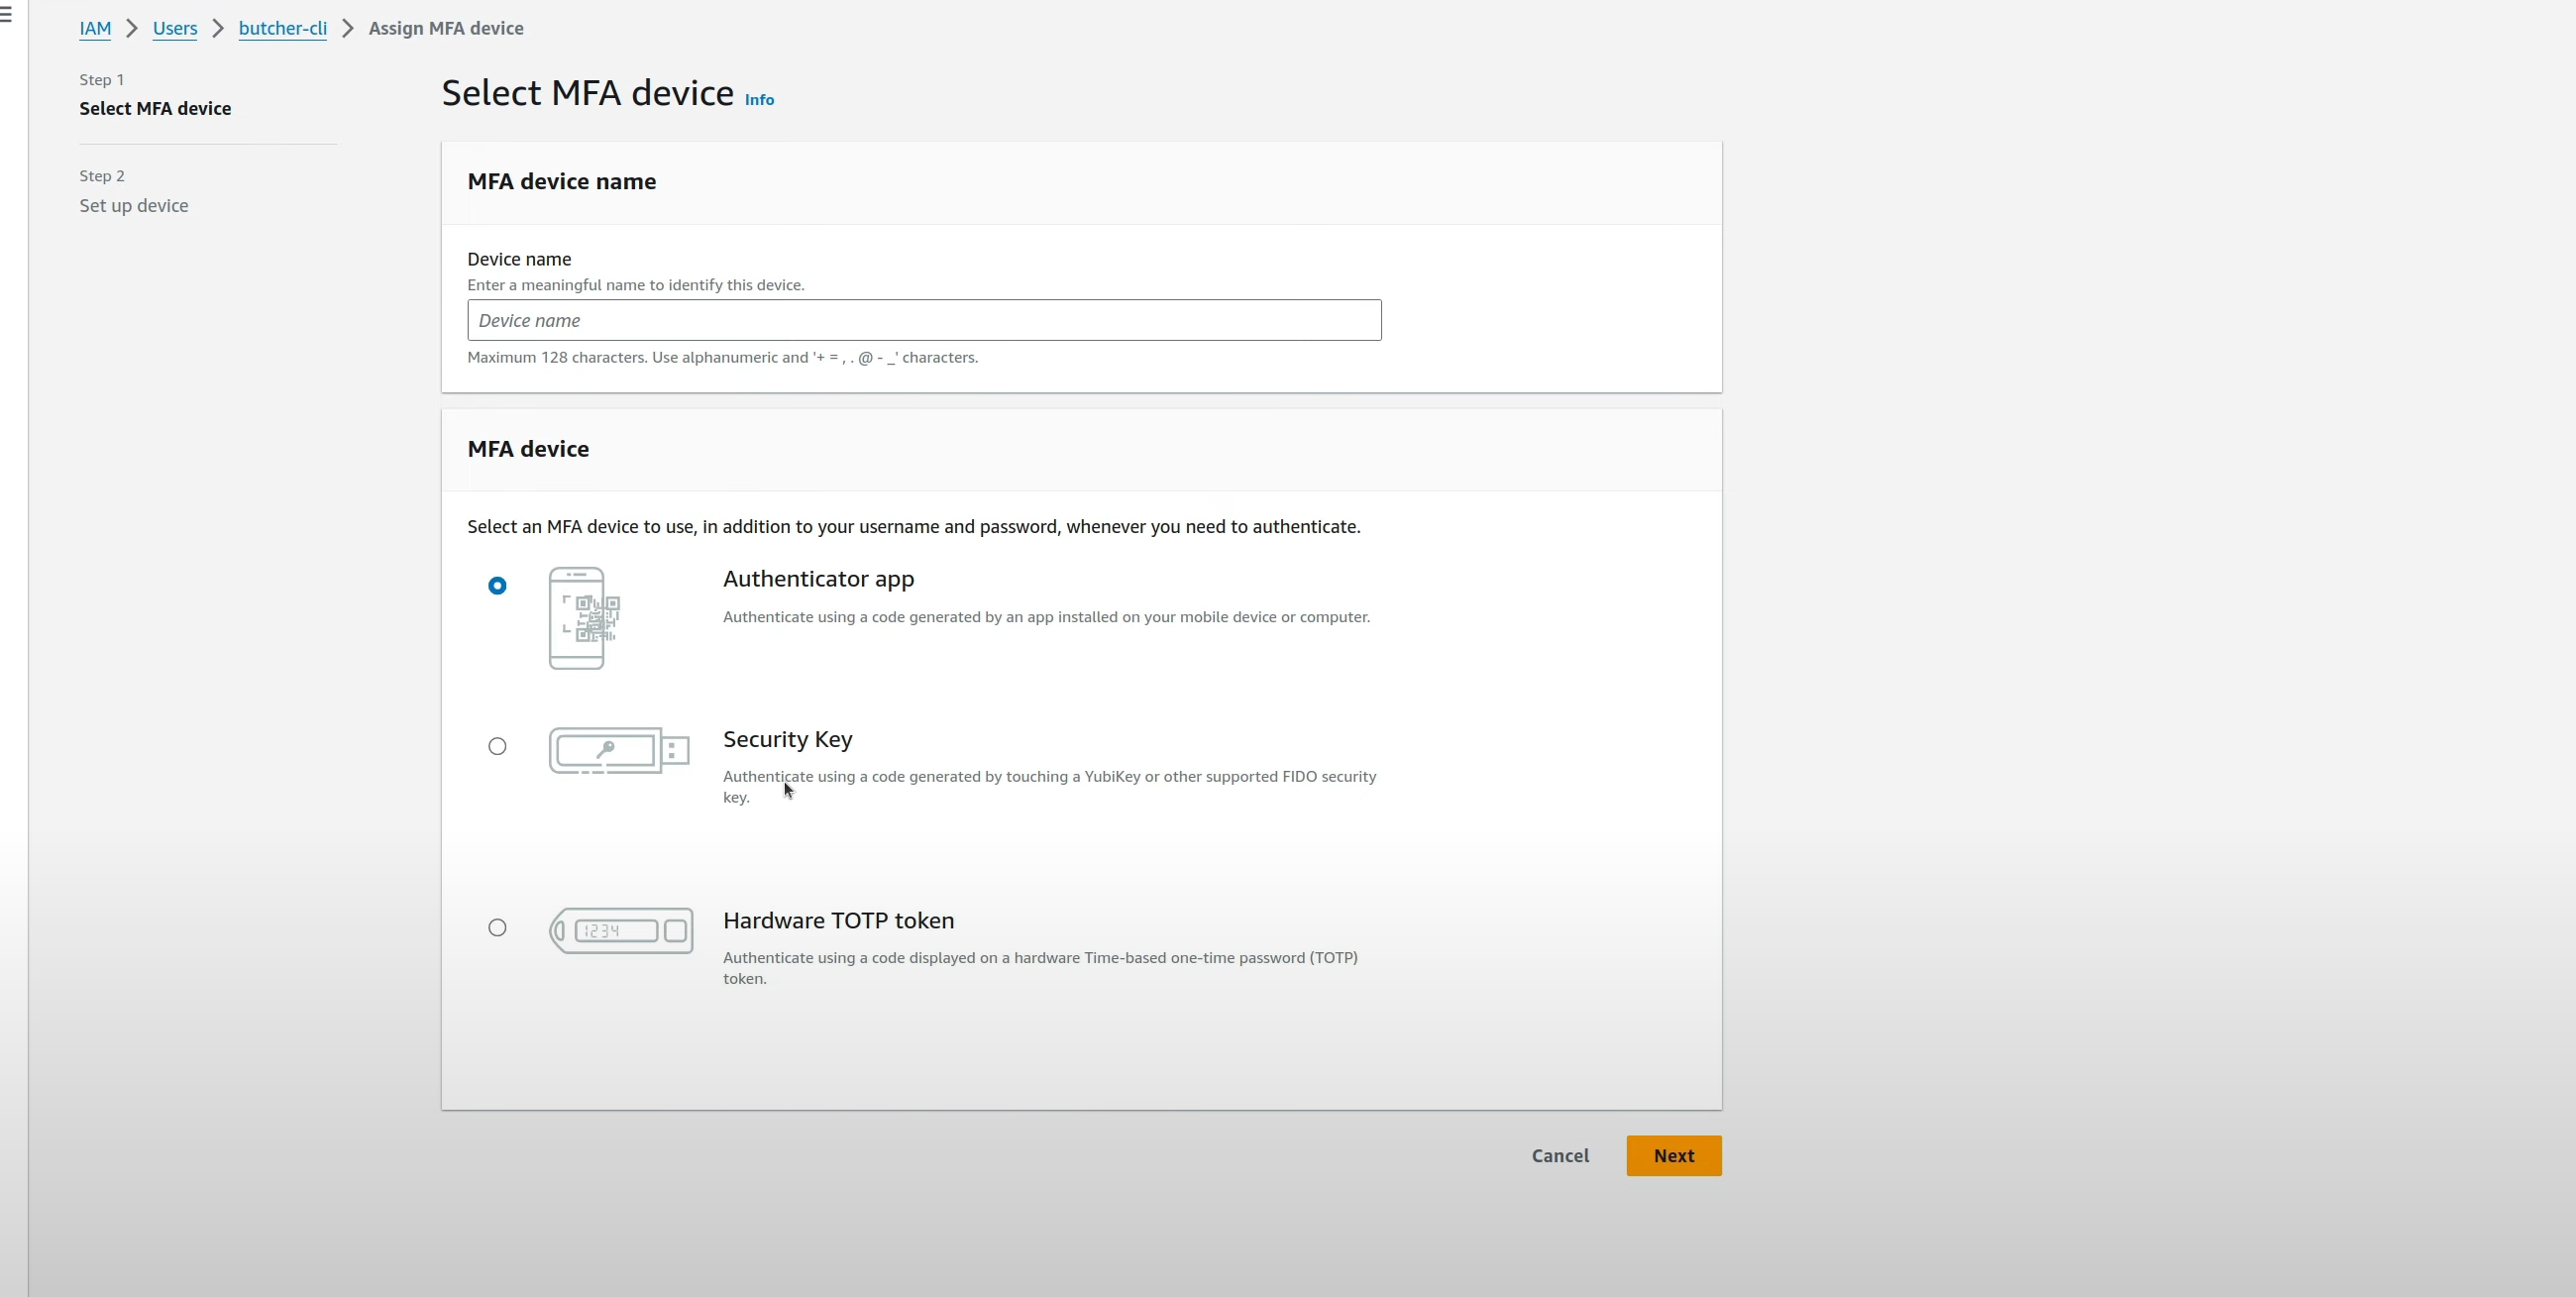 IAM > Users > butcher-cli > Assign MFA device
Step 1
Select MFA device
Step 2
Set up device
Select MFA device Info
MFA device name
Device name
Enter a meaningful name to identify this device.
Device name
Maximum 128 characters. Use alphanumeric and '+ = , . @ - _' characters.
MFA device
Select an MFA device to use, in addition to your username and password, whenever you need to authenticate.
Authenticator app
Authenticate using a code generated by an app installed on your mobile device or computer.
Security Key
Authenticate using a code generated by touching a YubiKey or other supported FIDO security
key.
1234
Hardware TOTP token
Authenticate using a code displayed on a hardware Time-based one-time password (TOTP)
token.
Cancel Next